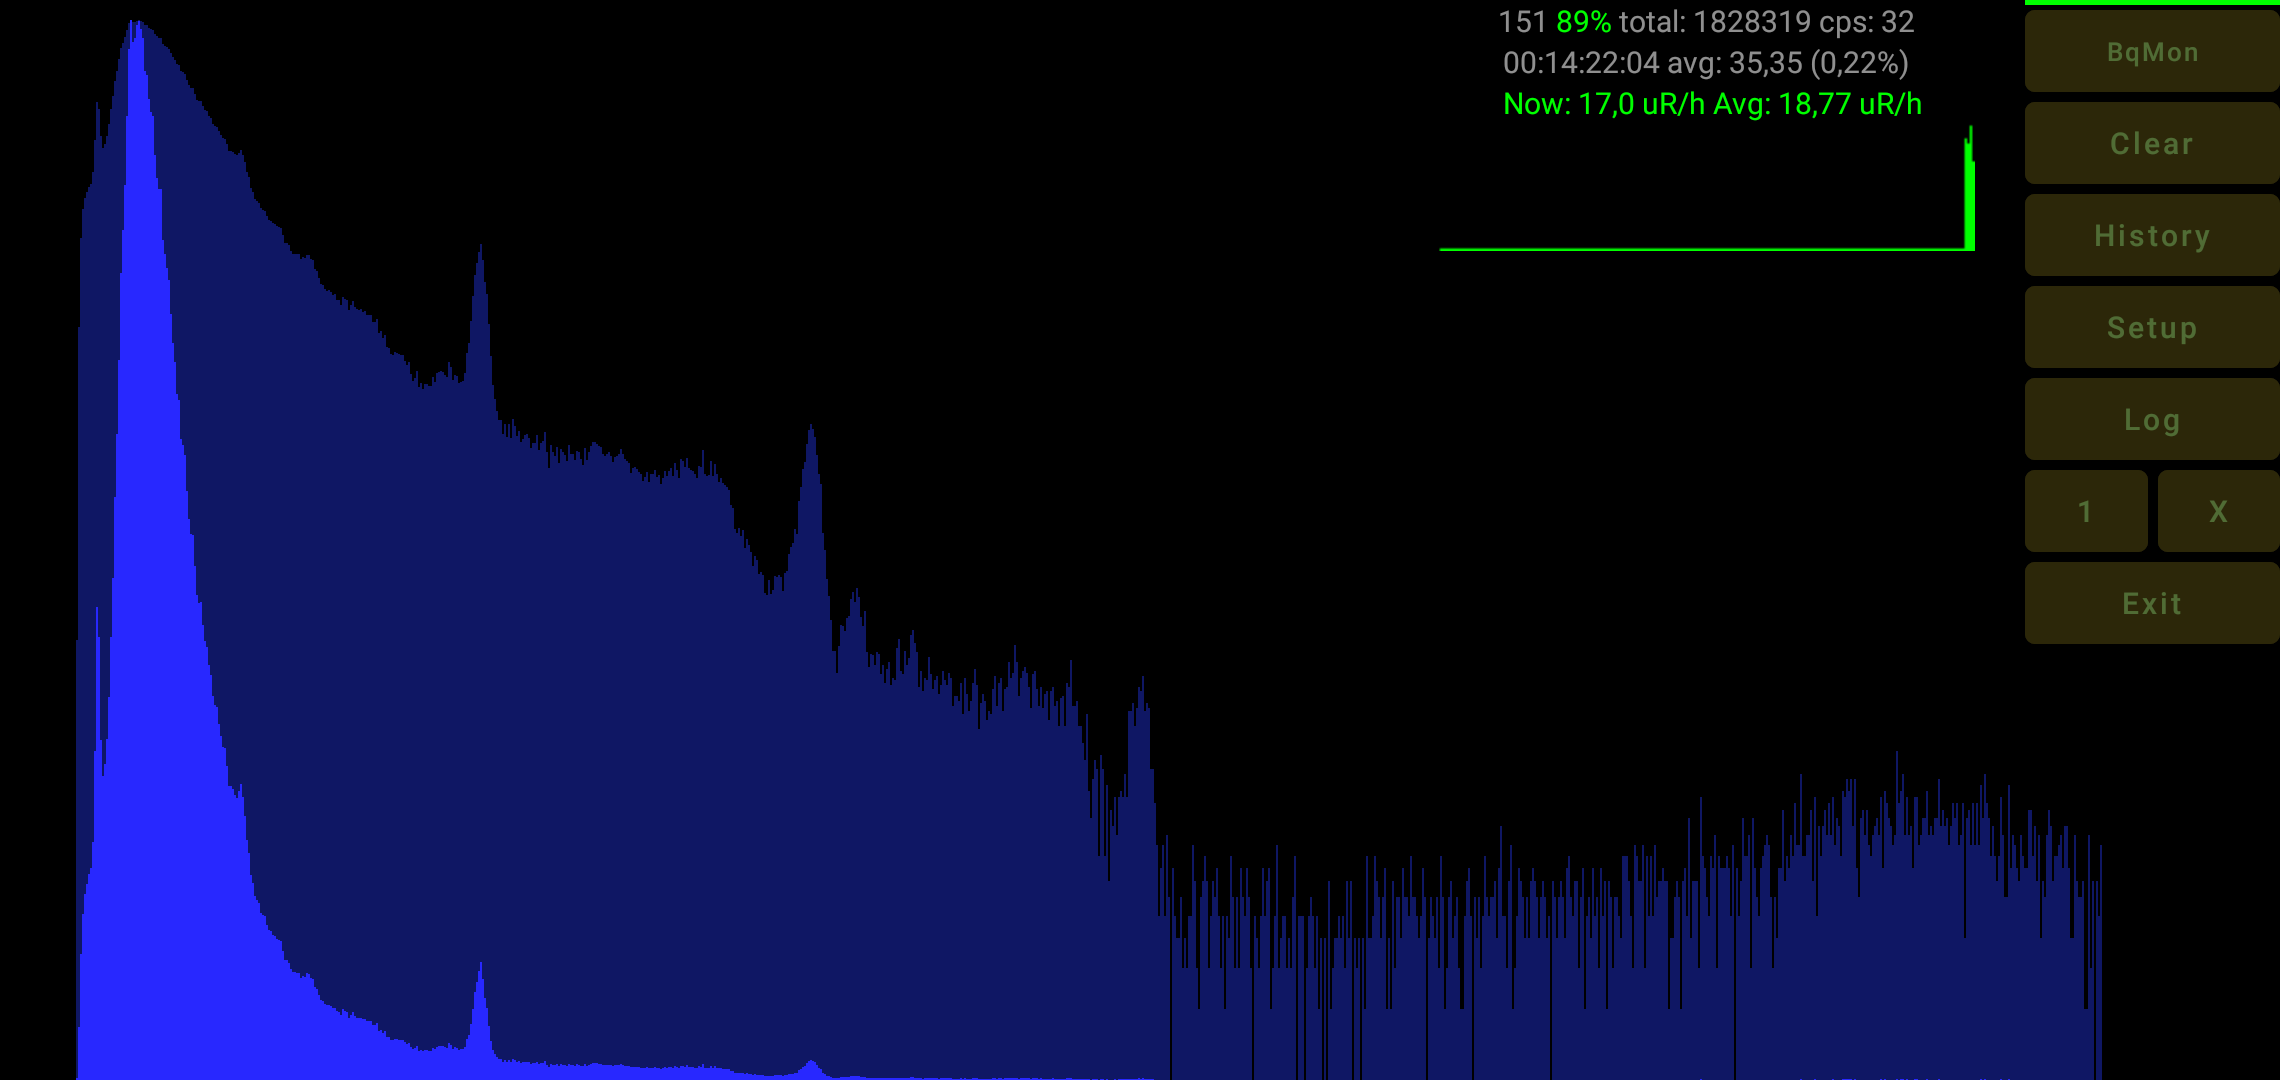 151 89% total: 1828319 cps: 32
00:14:22:04 avg: 35,35 (0,22%)
Now: 17,0 uR/h Avg: 18,77 uR/h
BqMon
Clear
History
Setup
Log
1 X
Exit